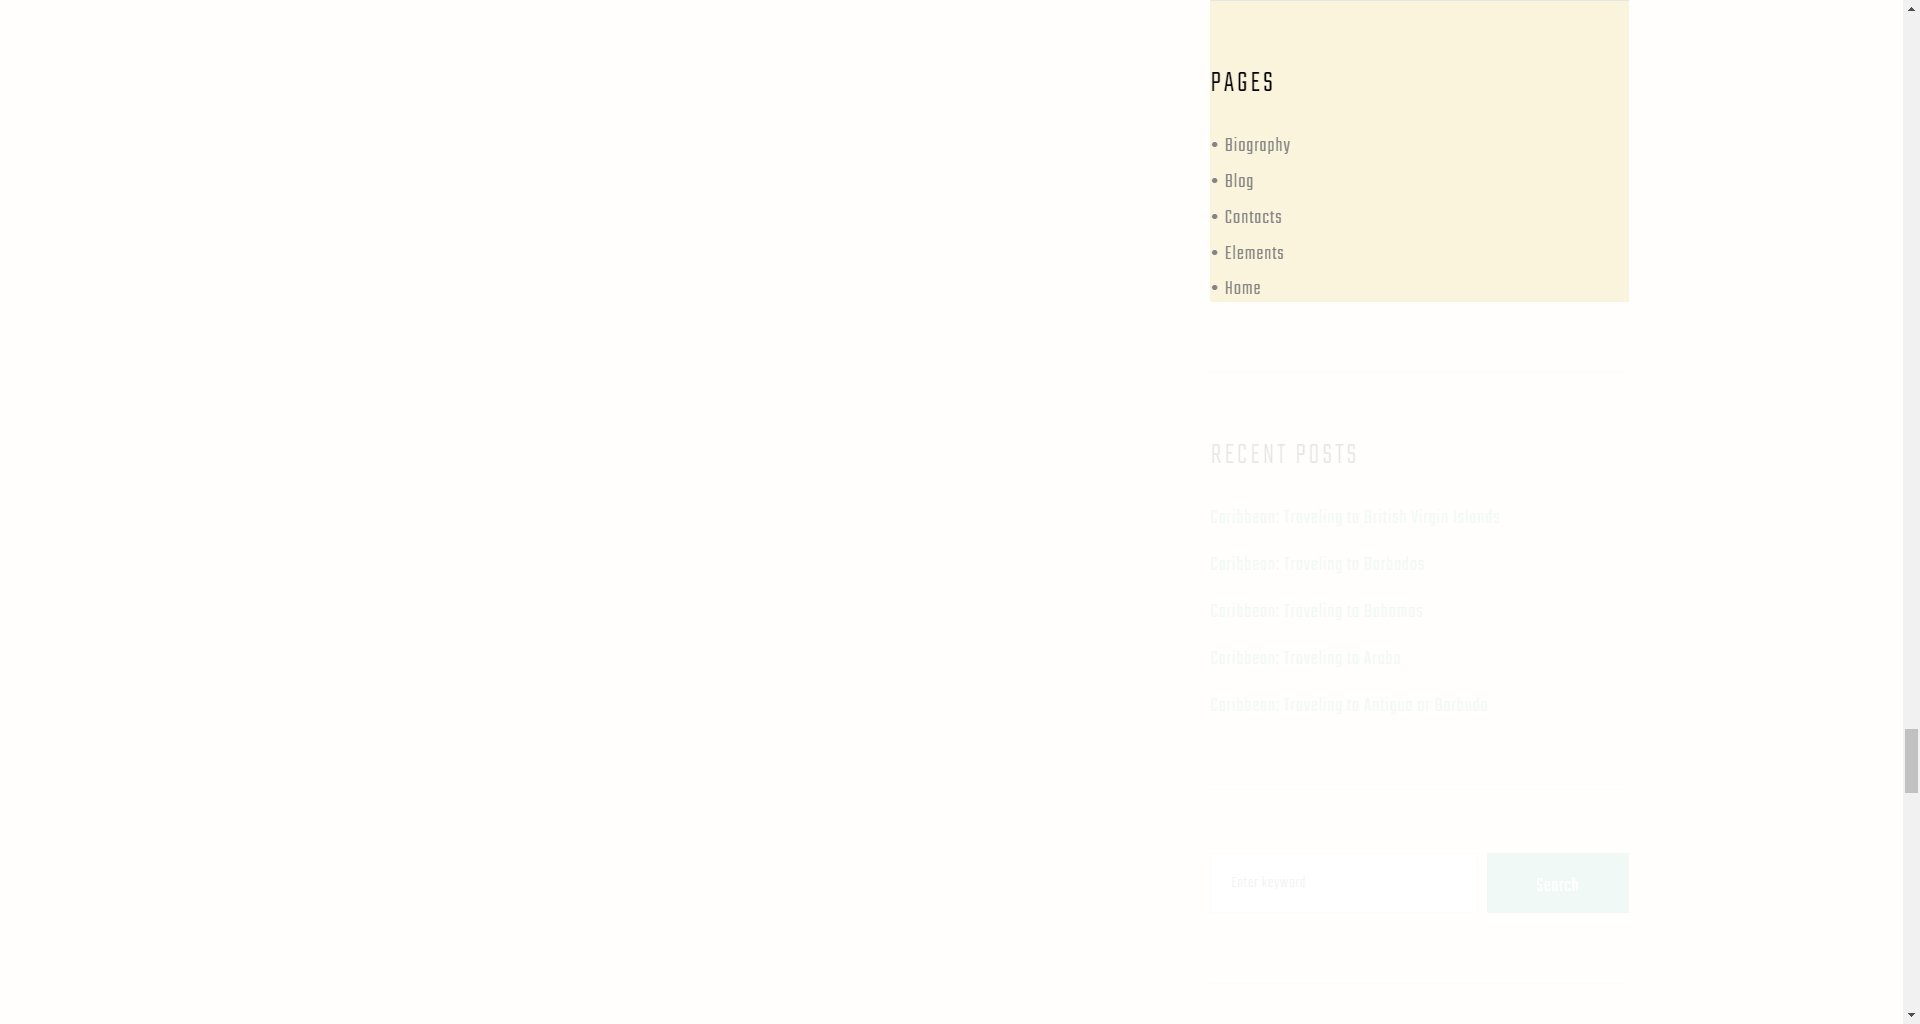 PAGES
• Biography
• Blog
• Contacts
• Elements
• Home
RECENT POSTS
Caribbean: Traveling to British Virgin Islands
Caribbean: Traveling to Barbados
Caribbean: Traveling to Bahamas
Caribbean: Traveling to Aruba
Caribbean: Traveling to Antigua or Barbuda
Enter keyword
Search